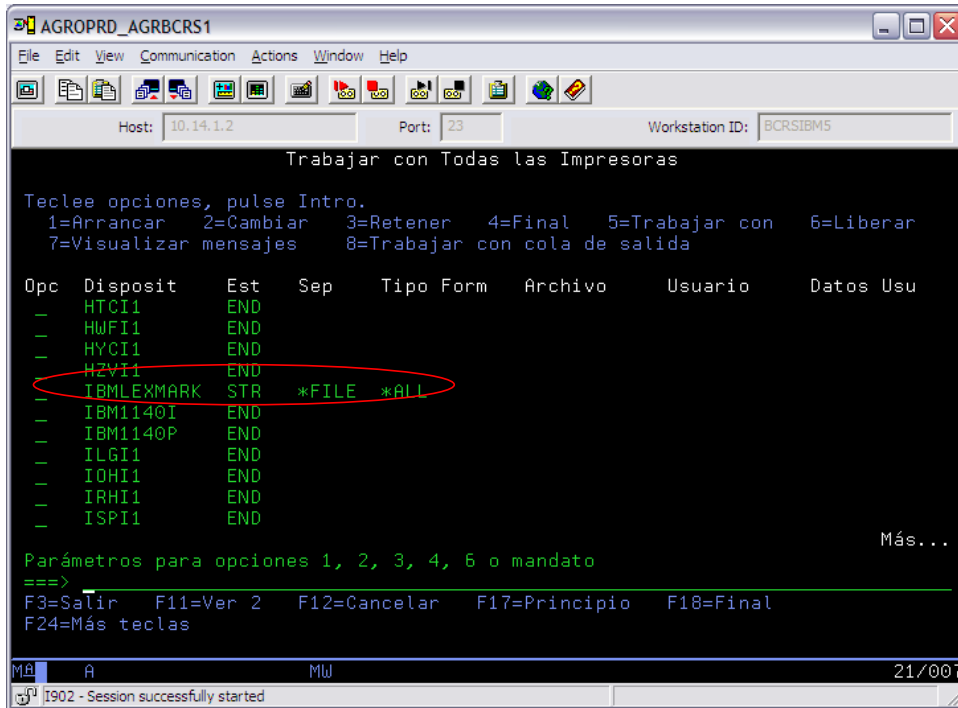 AGROPRD_AGRBCRS1
File Edit View Communication Actions Window Help
Host: 10.14.1.2 Port: 23 Workstation ID: BCRSIBM5
Trabajar con Todas las Impresoras
Teclee opciones, pulse Intro.
1=Arrancar 2=Cambiar 3=Retener 4=Final 5=Trabajar con 6=Liberar
7=Visualizar mensajes 8=Trabajar con cola de salida
Opc Disposit Est Sep Tipo Form Archivo Usuario Datos Usu
_ HTCI1 END
_ HWFI1 END
_ HYCI1 END
_ HZVI1 END
_ IBMLEXMARK STR *FILE *ALL
_ IBM1140I END
_ IBM1140P END
_ ILGI1 END
_ IOHI1 END
_ IRHI1 END
_ ISPI1 END
Más...
Parámetros para opciones 1, 2, 3, 4, 6 o mandato
===>
F3=Salir F11=Ver 2 F12=Cancelar F17=Principio F18=Final
F24=Más teclas
MA A MW 21/007
I902 - Session successfully started